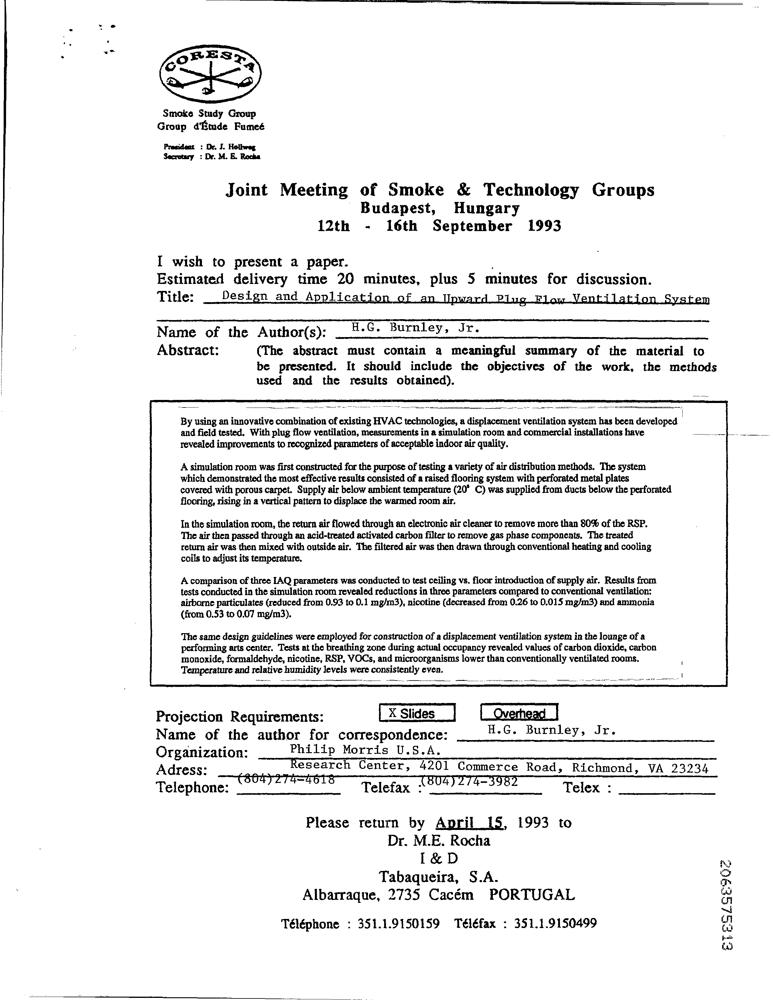 CORESTA
Smoke Study Group
Group d'Étude Fumeé
President : Dr. J. Hollweg
Secretary : Dr. M. E. Rocha
Joint Meeting of Smoke & Technology Groups
Budapest, Hungary
12th - 16th September 1993
I wish to present a paper.
Estimated delivery time 20 minutes, plus 5 minutes for discussion.
Title: Design and Application of an Upward Plug Flow Ventilation System
Name of the Author(s): H.G. Burnley, Jr.
Abstract: (The abstract must contain a meaningful summary of the material to
be presented. It should include the objectives of the work, the methods
used and the results obtained).
By using an innovative combination of existing HVAC technologies, a displacement ventilation system has been developed
and field tested. With plug flow ventilation, measurements in a simulation room and commercial installations have
revealed improvements to recognized parameters of acceptable indoor air quality.
A simulation room was first constructed for the purpose of testing a variety of air distribution methods. The system
which demonstrated the most effective results consisted of a raised flooring system with perforated metal plates
covered with porous carpet. Supply air below ambient temperature (20° C) was supplied from ducts below the perforated
flooring, rising in a vertical pattern to displace the warmed room air.
In the simulation room, the return air flowed through an electronic air cleaner to remove more than 80% of the RSP.
The air then passed through an acid-treated activated carbon filter to remove gas phase components. The treated
return air was then mixed with outside air. The filtered air was then drawn through conventional heating and cooling
coils to adjust its temperature.
A comparison of three IAQ parameters was conducted to test ceiling vs. floor introduction of supply air. Results from
tests conducted in the simulation room revealed reductions in three parameters compared to conventional ventilation:
airborne particulates (reduced from 0.93 to 0.1 mg/m3), nicotine (decreased from 0.26 to 0.015 mg/m3) and ammonia
(from 0.53 to 0.07 mg/m3).
The same design guidelines were employed for construction of a displacement ventilation system in the lounge of a
performing arts center. Tests at the breathing zone during actual occupancy revealed values of carbon dioxide, carbon
monoxide, formaldehyde, nicotine, RSP, VOCs, and microorganisms lower than conventionally ventilated rooms.
Temperature and relative humidity levels were consistently even.
Projection Requirements: X Slides Overhead
Name of the author for correspondence: H.G. Burnley, Jr.
Organization: Philip Morris U.S.A.
Adress: Research Center, 4201 Commerce Road, Richmond, VA 23234
Telephone: (804)274-4618 Telefax : (804)274-3982 Telex :
Please return by April 15, 1993 to
Dr. M.E. Rocha
I & D
Tabaqueira, S.A.
Albarraque, 2735 Cacém PORTUGAL
Téléphone : 351.1.9150159 Téléfax : 351.1.9150499
2063575313